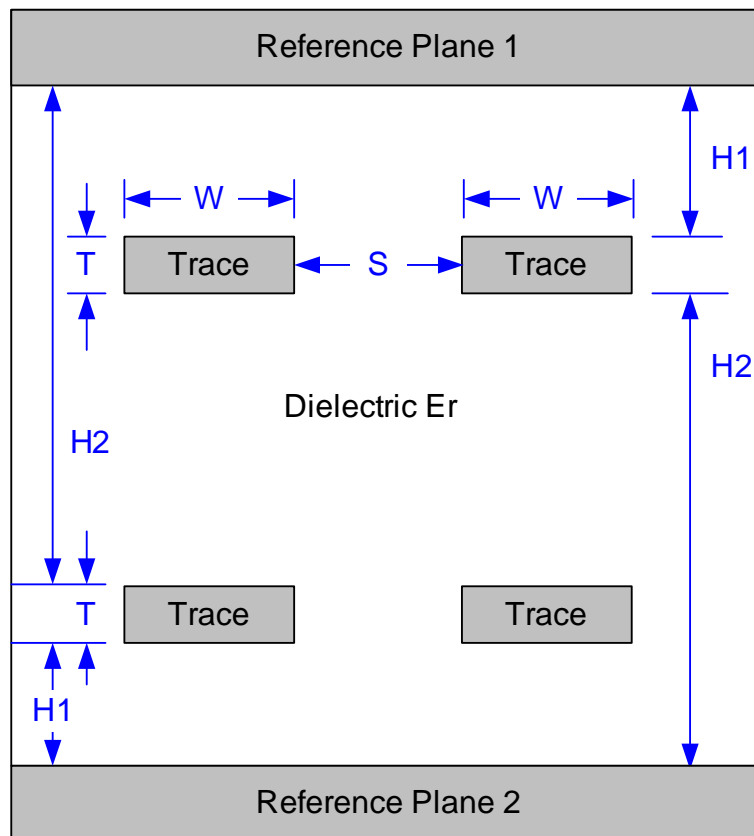 Reference Plane 1
H1
W
W
T
Trace
S
Trace
H2
Dielectric Er
H2
T
Trace
Trace
H1
Reference Plane 2